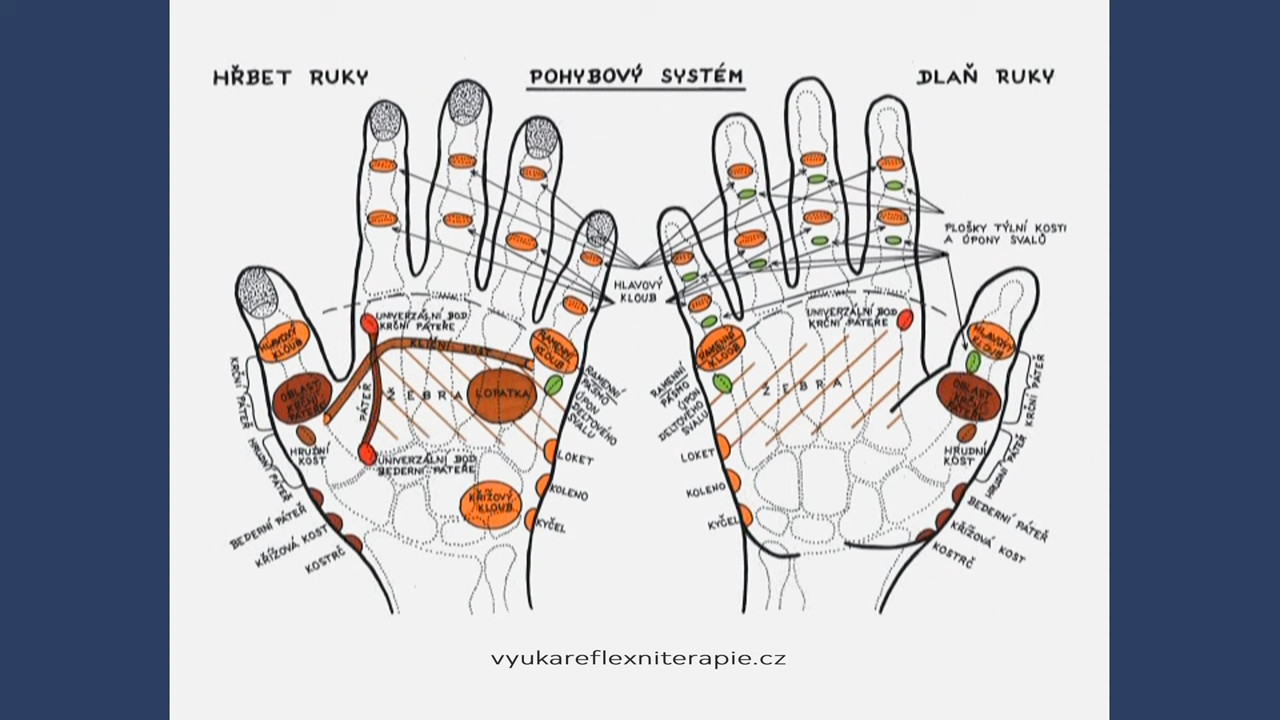 HŘBET RUKY
POHYBOVÝ SYSTÉM
DLAŇ RUKY
PLOŠKY TÝLNÍ KOSTI
A ÚPONY SVALŮ
HLAVOVÝ
KLOUB
UNIVERZÁLNÍ BOD
KRČNÍ PÁTEŘE
UNIVERZÁLNÍ BOD
KRČNÍ PÁTEŘE
HLAVOVÝ
KLOUB
KLÍČNÍ KOST
RAMENNÍ
KLOUB
RAMENNÍ
KLOUB
HLAVOVÝ
KLOUB
KRČNÍ PÁTEŘ
OBLAST
KRČNÍ
PÁTEŘE
PÁTEŘ
ŽEBRA
LOPATKA
RAMENNÍ
PÁSMO
ÚPON
DELTOVÉHO
SVALU
RAMENNÍ
PÁSMO
ÚPON
DELTOVÉHO
SVALU
ŽEBRA
OBLAST
KRČNÍ
PÁTEŘE
KRČNÍ PÁTEŘ
HRUDNÍ
KOST
HRUDNÍ PÁTEŘ
UNIVERZÁLNÍ BOD
BEDERNÍ PÁTEŘE
LOKET
LOKET
HRUDNÍ
KOST
HRUDNÍ PÁTEŘ
KŘÍŽOVÝ
KLOUB
KOLENO
KOLENO
BEDERNÍ PÁTEŘ
KŘÍŽOVÁ KOST
KOSTRČ
KYČEL
KYČEL
BEDERNÍ PÁTEŘ
KŘÍŽOVÁ KOST
KOSTRČ
vyukareflexniterapie.cz